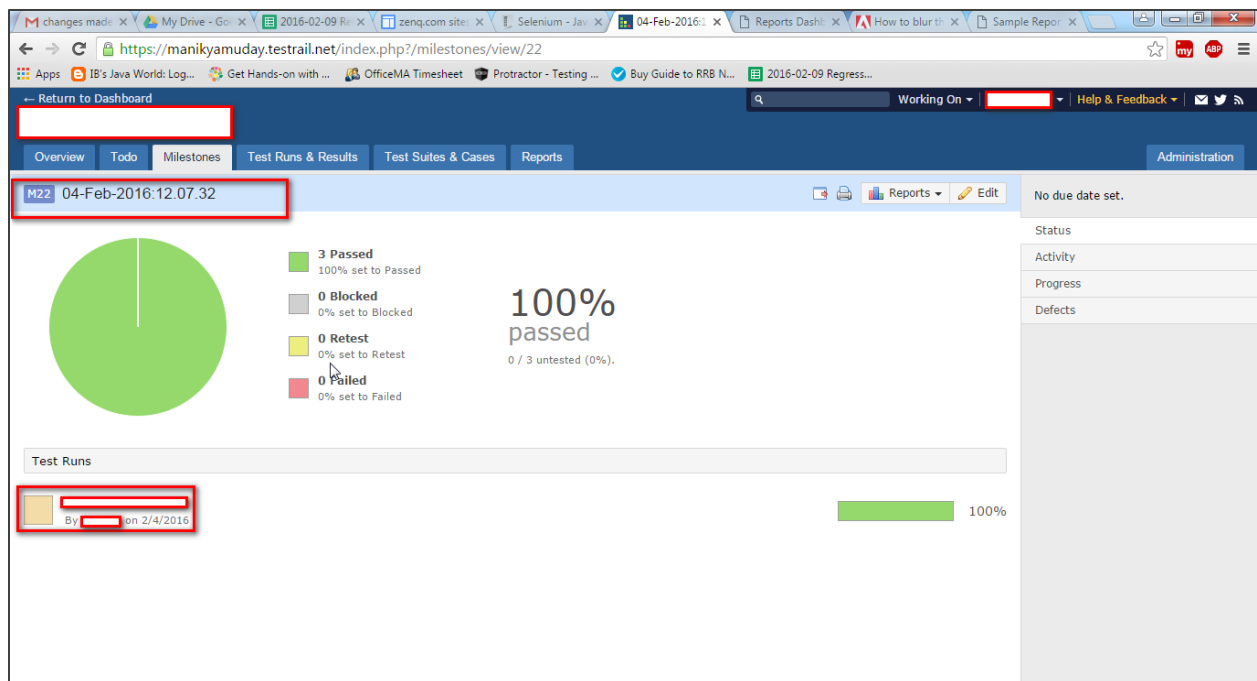 changes made
My Drive - Go
2016-02-09 Re
zenq.com site
Selenium - Jav
04-Feb-2016:1
Reports Dashb
How to blur th
Sample Repor
https://manikyamuday.testrail.net/index.php?/milestones/view/22
my
ABP
Apps
IB's Java World: Log...
Get Hands-on with ...
OfficeMA Timesheet
Protractor - Testing ...
Buy Guide to RRB N...
2016-02-09 Regress...
← Return to Dashboard
Working On
Help & Feedback
Overview
Todo
Milestones
Test Runs & Results
Test Suites & Cases
Reports
Administration
M22 04-Feb-2016:12.07.32
Reports
Edit
No due date set.
Status
Activity
Progress
Defects
3 Passed
100% set to Passed
0 Blocked
0% set to Blocked
0 Retest
0% set to Retest
0 Failed
0% set to Failed
100%
passed
0 / 3 untested (0%).
Test Runs
By on 2/4/2016
100%